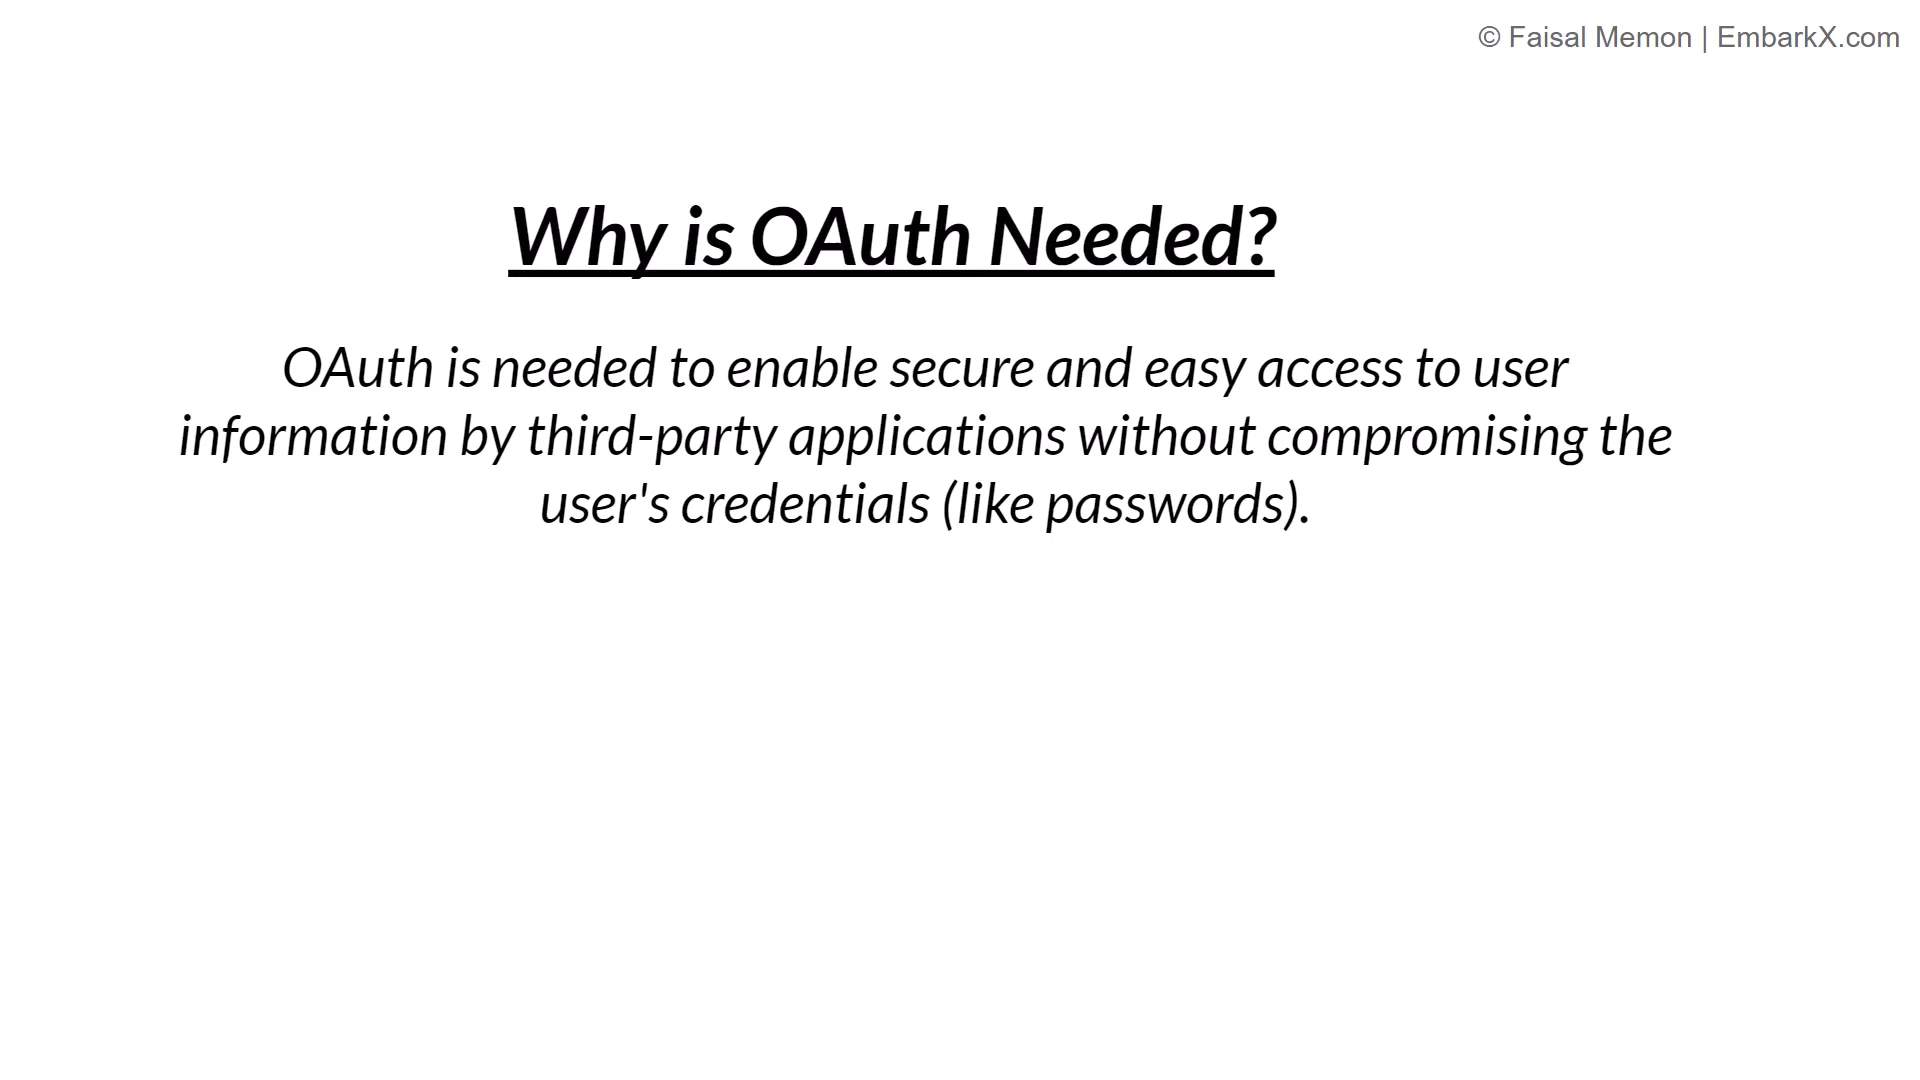 © Faisal Memon | EmbarkX.com
Why is OAuth Needed?
OAuth is needed to enable secure and easy access to user
information by third-party applications without compromising the
user's credentials (like passwords).